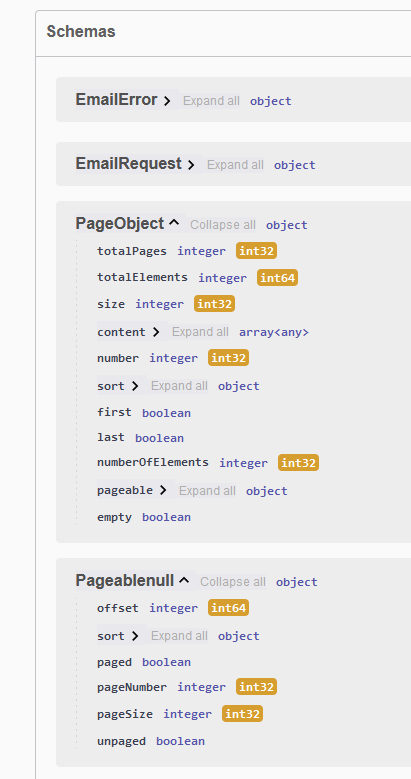 Schemas
EmailError Expand all object
EmailRequest Expand all object
PageObject Collapse all object
totalPages integer int32
totalElements integer int64
size integer int32
content Expand all array<any>
number integer int32
sort Expand all object
first boolean
last boolean
numberOfElements integer int32
pageable Expand all object
empty boolean
Pageablenull Collapse all object
offset integer int64
sort Expand all object
paged boolean
pageNumber integer int32
pageSize integer int32
unpaged boolean